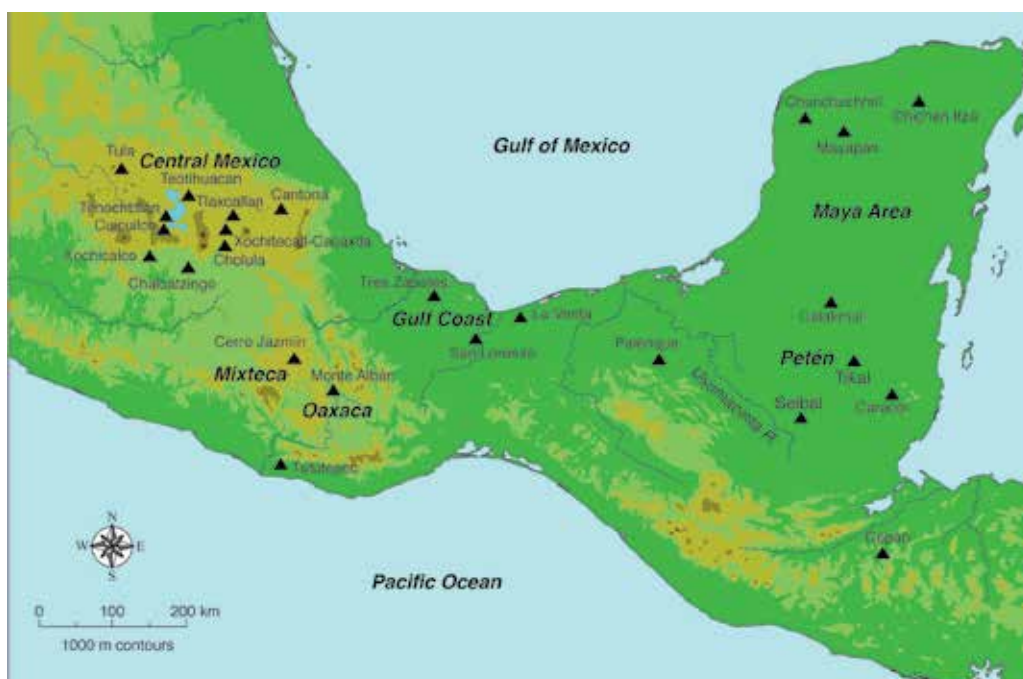 Gulf of Mexico
Chunchucmil
Chichen Itza
Mayapan
Maya Area
Tula
Central Mexico
Teotihuacan
Tlaxcallan
Cantona
Tenochtitlan
Cuicuilco
Xochitecatl-Cacaxtla
Xochicalco
Cholula
Chalcatzingo
Tres Zapotes
Gulf Coast
La Venta
San Lorenzo
Calakmul
Cerro Jazmín
Mixteca
Monte Albán
Oaxaca
Palenque
Usumacinta R.
Petén
Tikal
Caracol
Seibal
Tututepec
N
W
E
S
Copan
Pacific Ocean
0 100 200 km
1000 m contours